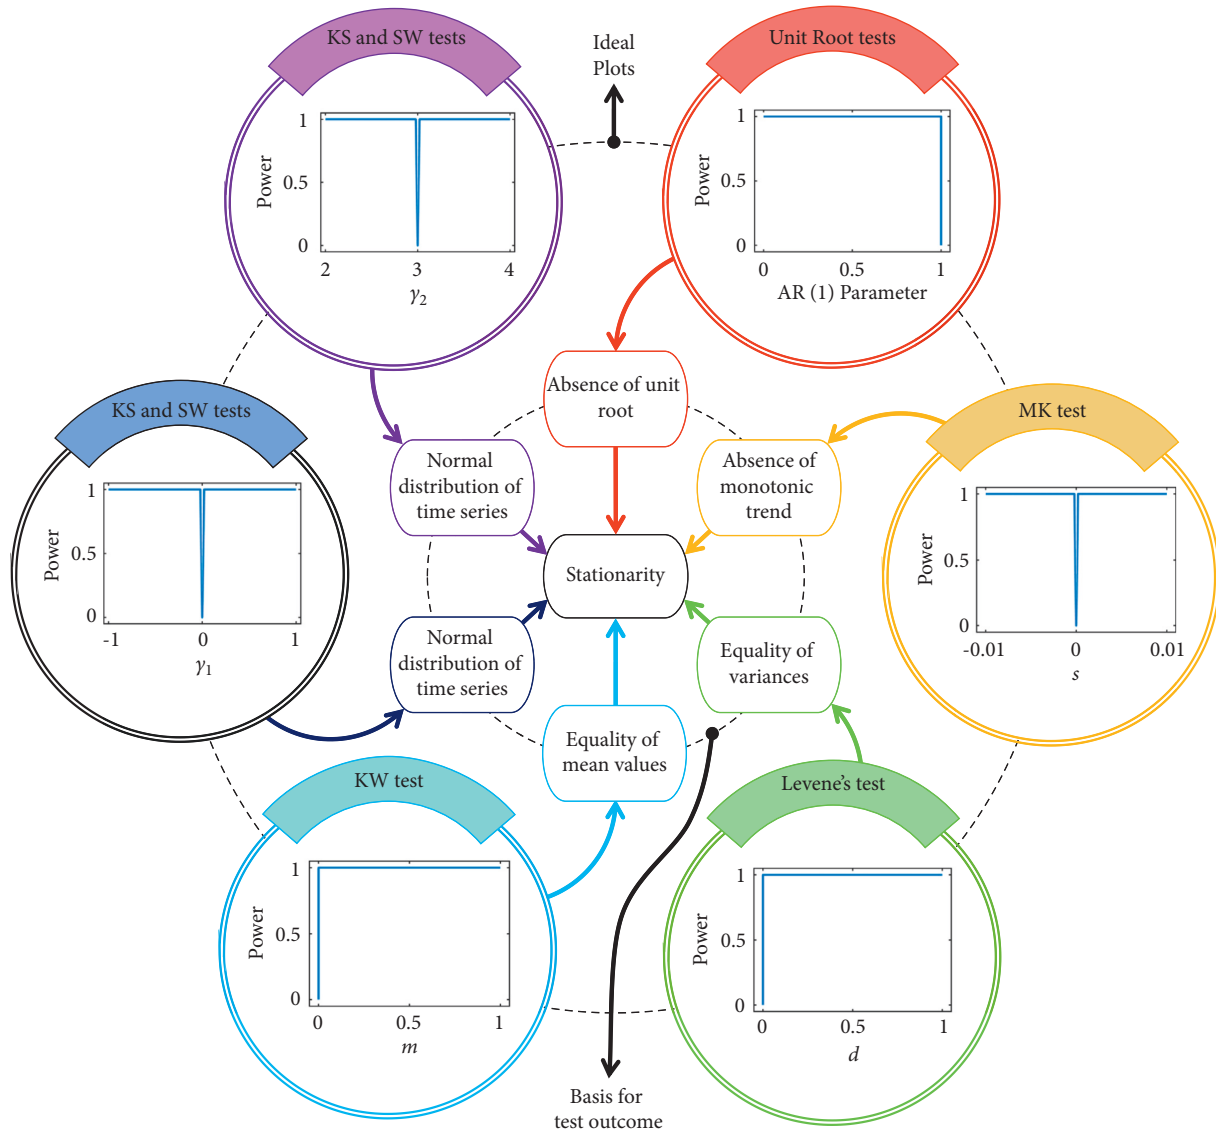 KS and SW tests
1
0.5
0
Power
2
3
4
γ2
Ideal
Plots
Unit Root tests
1
0.5
0
Power
0
0.5
1
AR (1) Parameter
KS and SW tests
1
0.5
0
Power
-1
0
1
γ1
Normal
distribution of
time series
Absence of unit
root
Absence of
monotonic
trend
MK test
1
0.5
0
Power
-0.01
0
0.01
s
Stationarity
Normal
distribution of
time series
Equality of
mean values
Equality of
variances
KW test
1
0.5
0
Power
0
0.5
1
m
Levene's test
1
0.5
0
Power
0
0.5
1
d
Basis for
test outcome